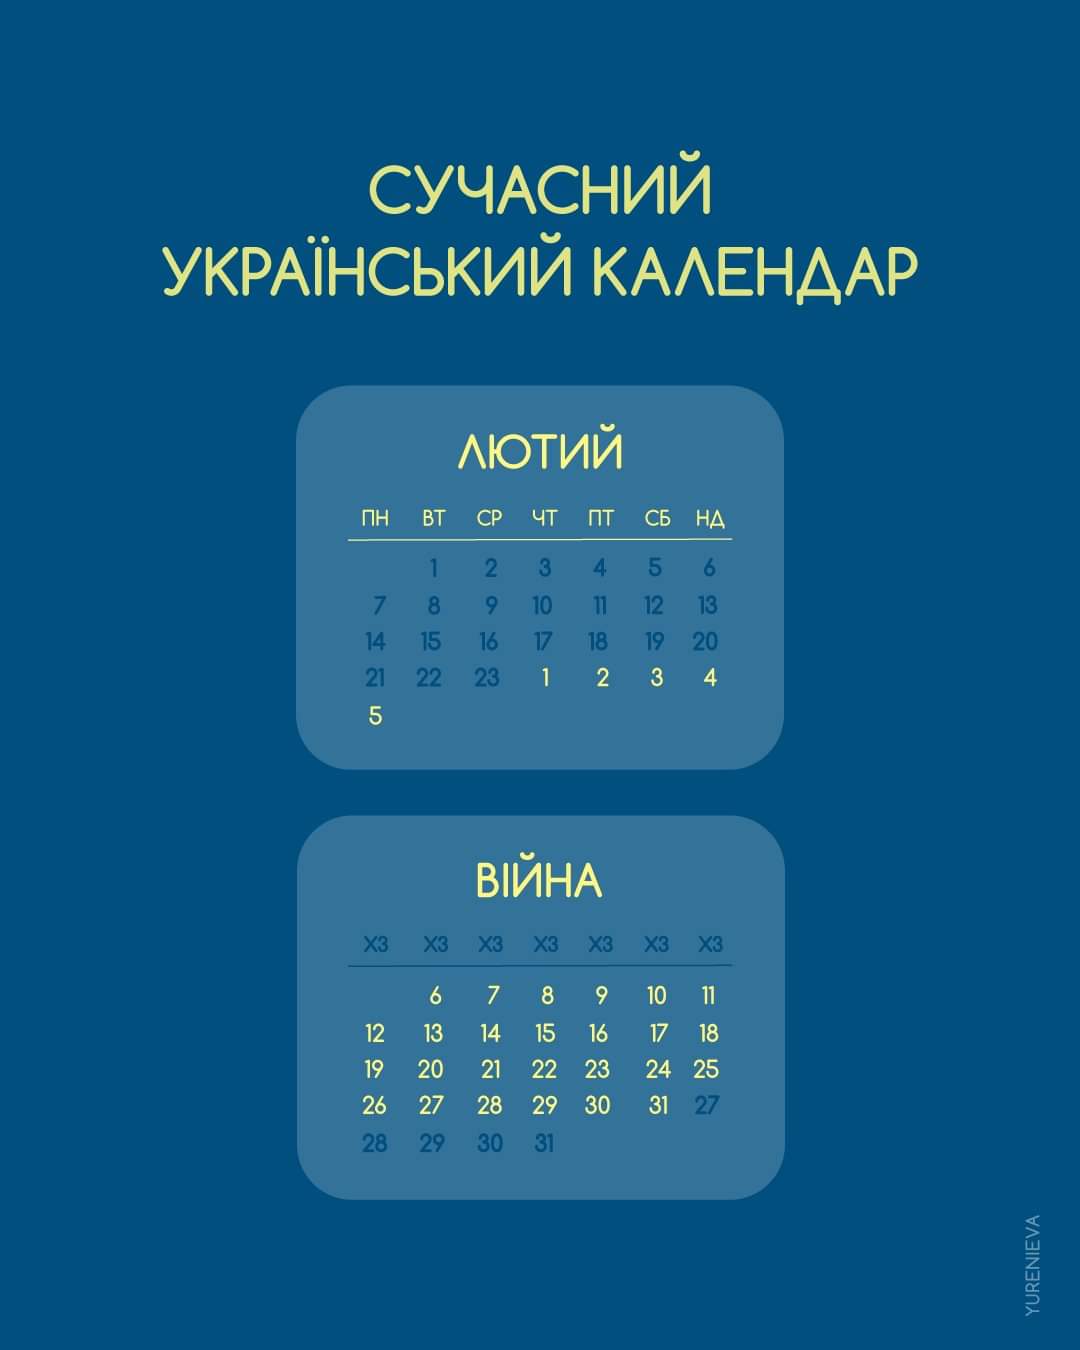 СУЧАСНИЙ
УКРАЇНСЬКИЙ КАЛЕНДАР
ЛЮТИЙ
ПН ВТ СР ЧТ ПТ СБ НД
1 2 3 4 5 6
7 8 9 10 11 12 13
14 15 16 17 18 19 20
21 22 23 1 2 3 4
5
ВІЙНА
ХЗ ХЗ ХЗ ХЗ ХЗ ХЗ ХЗ
6 7 8 9 10 11
12 13 14 15 16 17 18
19 20 21 22 23 24 25
26 27 28 29 30 31 27
28 29 30 31
YURENIEVA